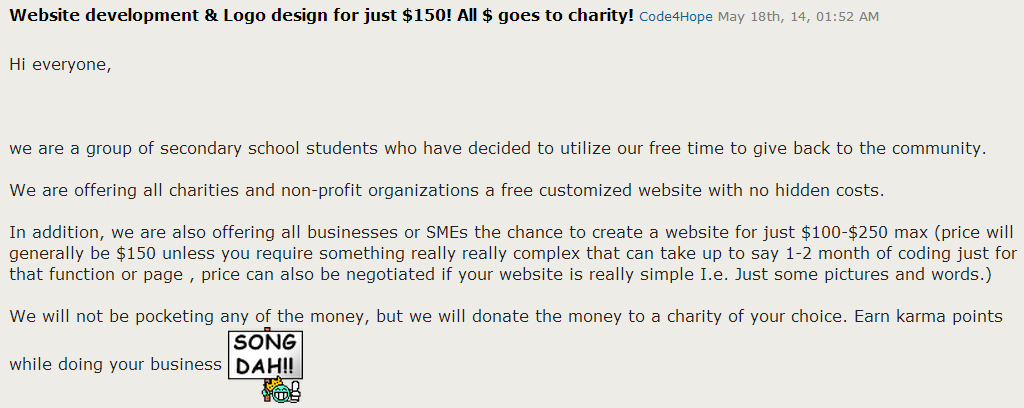 Website development & Logo design for just $150! All $ goes to charity! Code4Hope May 18th, 14, 01:52 AM
Hi everyone,
we are a group of secondary school students who have decided to utilize our free time to give back to the community.
We are offering all charities and non-profit organizations a free customized website with no hidden costs.
In addition, we are also offering all businesses or SMEs the chance to create a website for just $100-$250 max (price will
generally be $150 unless you require something really really complex that can take up to say 1-2 month of coding just for
that function or page , price can also be negotiated if your website is really simple I.e. Just some pictures and words.)
We will not be pocketing any of the money, but we will donate the money to a charity of your choice. Earn karma points
while doing your business
SONG
DAH!!